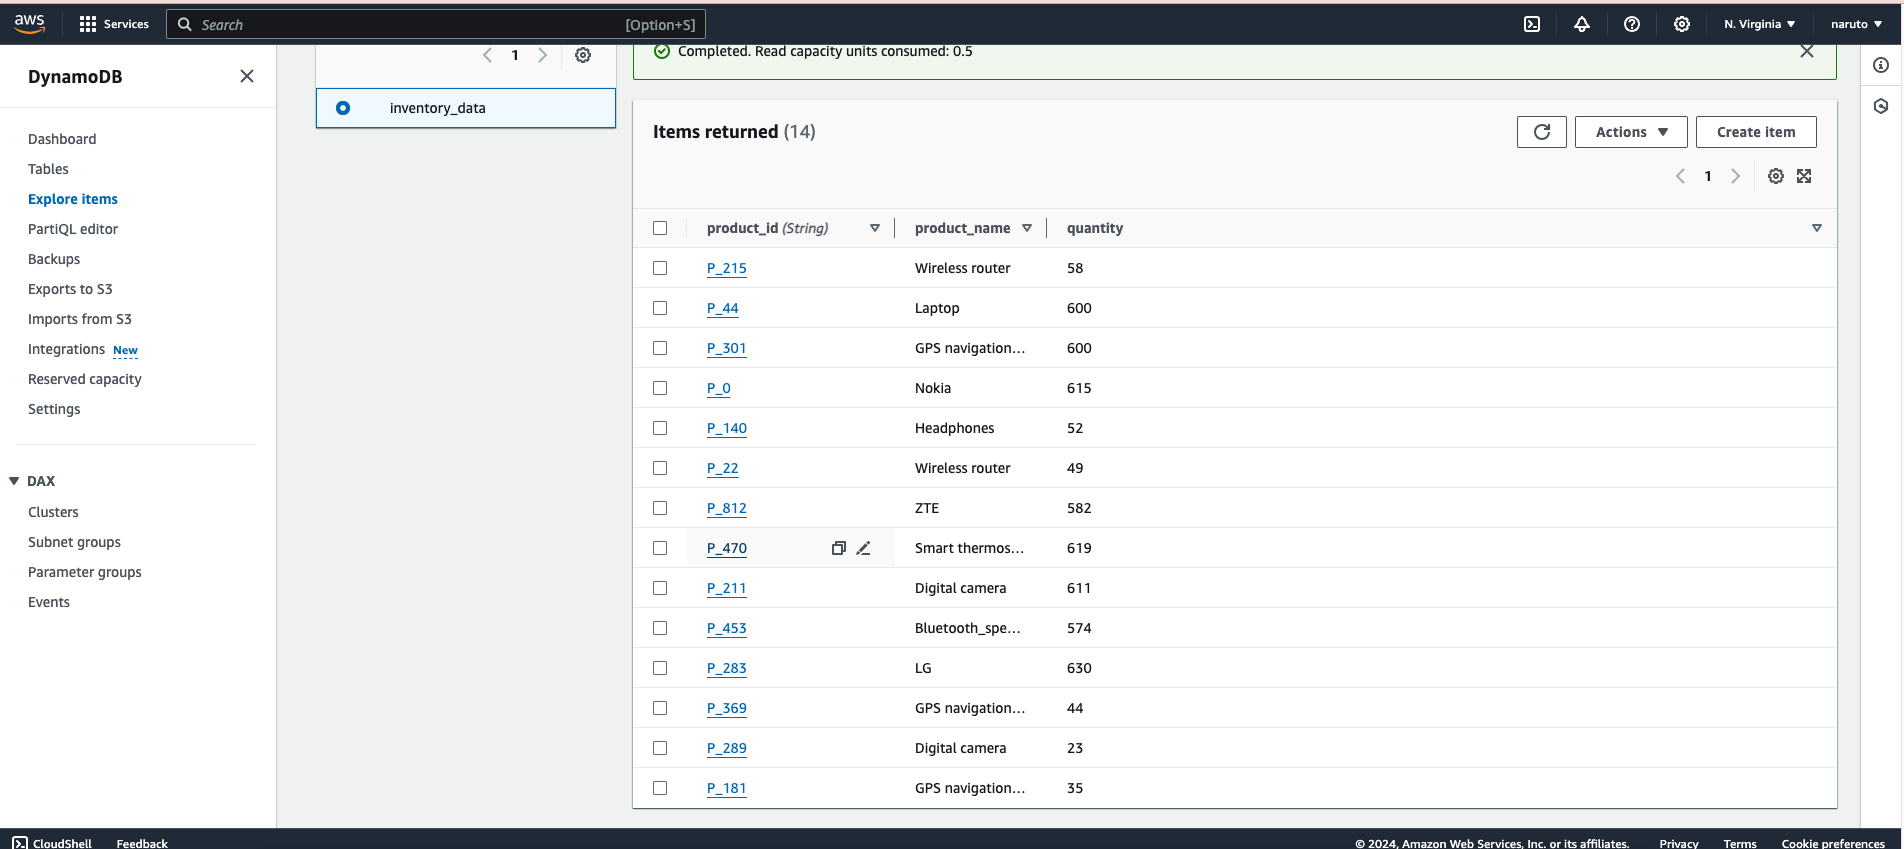 aws
Services
Search
[Option+S]
N. Virginia
naruto
DynamoDB
Dashboard
Tables
Explore items
PartiQL editor
Backups
Exports to S3
Imports from S3
Integrations New
Reserved capacity
Settings
DAX
Clusters
Subnet groups
Parameter groups
Events
1
inventory_data
Completed. Read capacity units consumed: 0.5
Items returned (14)
Actions
Create item
1
product_id (String) product_name quantity
P_215 Wireless router 58
P_44 Laptop 600
P_301 GPS navigation... 600
P_0 Nokia 615
P_140 Headphones 52
P_22 Wireless router 49
P_812 ZTE 582
P_470 Smart thermos... 619
P_211 Digital camera 611
P_453 Bluetooth_spe... 574
P_283 LG 630
P_369 GPS navigation... 44
P_289 Digital camera 23
P_181 GPS navigation... 35
CloudShell Feedback © 2024, Amazon Web Services, Inc. or its affiliates. Privacy Terms Cookie preferences